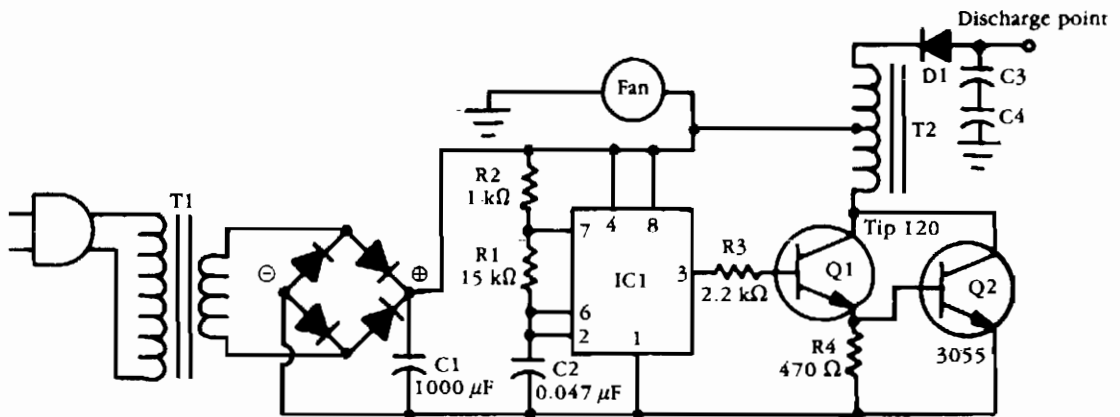 Discharge point
Fan
D1
C3
C4
T2
T1
R2
1 kΩ
7
4
8
Tip 120
R1
15 kΩ
IC1
3
R3
2.2 kΩ
Q1
Q2
⊖
⊕
6
2
1
R4
470 Ω
3055
C1
1000 μF
C2
0.047 μF